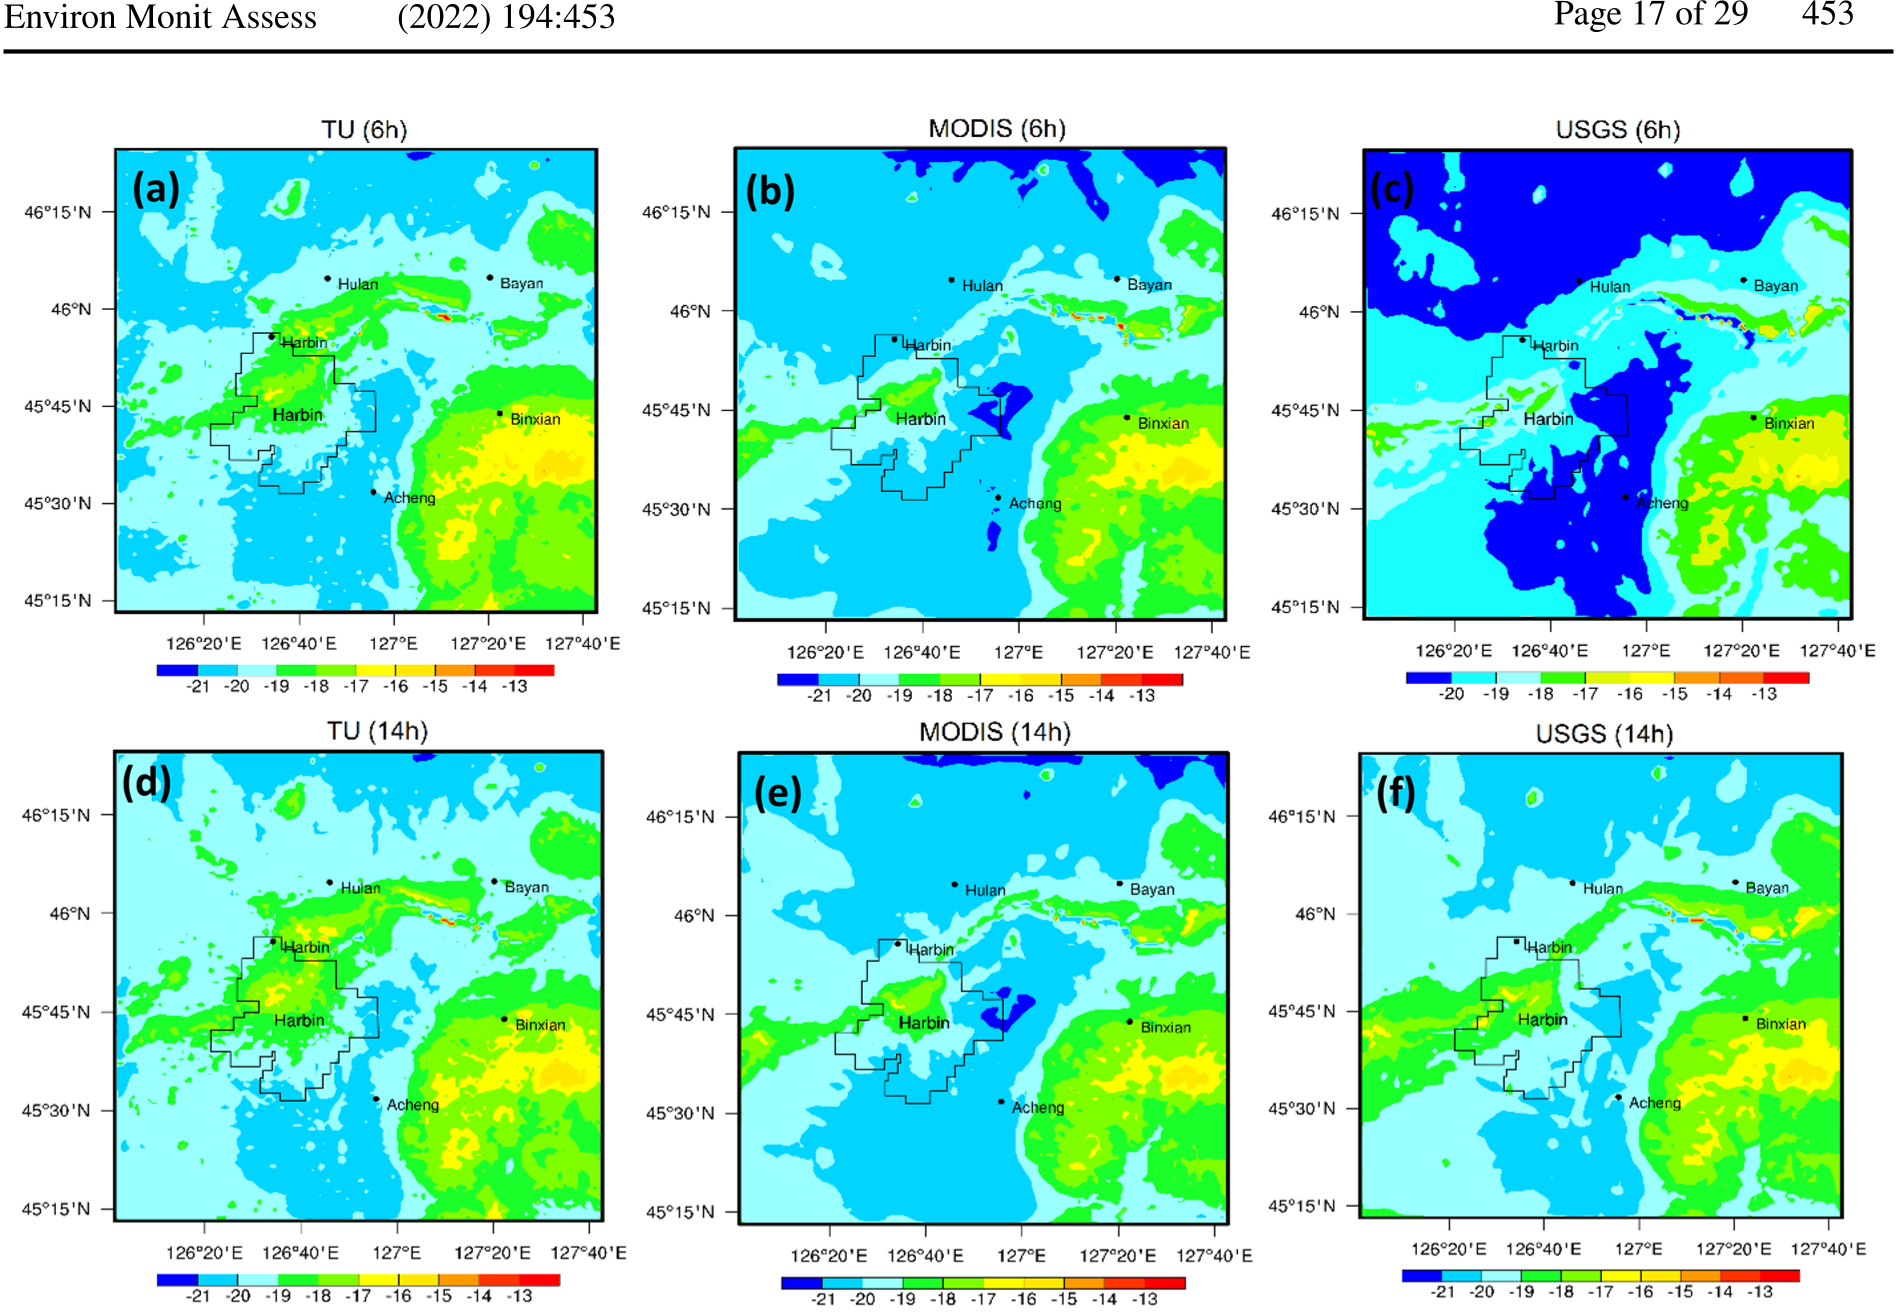 Environ Monit Assess (2022) 194:453 Page 17 of 29 453
TU (6h) MODIS (6h) USGS (6h)
(a) (b) (c)
46°15'N 46°15'N 46°15'N
Hulan Bayan Hulan Bayan Hulan Bayan
46°N 46°N 46°N
Harbin Harbin Harbin
45°45'N Harbin Binxian 45°45'N Harbin Binxian 45°45'N Harbin Binxian
45°30'N Acheng 45°30'N Acheng 45°30'N Acheng
45°15'N 45°15'N 45°15'N
126°20'E 126°40'E 127°E 127°20'E 127°40'E 126°20'E 126°40'E 127°E 127°20'E 127°40'E 126°20'E 126°40'E 127°E 127°20'E 127°40'E
-21 -20 -19 -18 -17 -16 -15 -13 -21 -20 -19 -18 -17 -16 -15 -14 -13 -20 -19 -18 -17 -16 -15 -14 -13
TU (14h) MODIS (14h) USGS (14h)
(d) (e) (f)
46°15'N 46°15'N 46°15'N
Hulan Bayan Hulan Bayan Hulan Bayan
46°N 46°N 46°N
Harbin Harbin Harbin
45°45'N Harbin Binxian 45°45'N Harbin Binxian 45°45'N Harbin Binxian
45°30'N Acheng 45°30'N Acheng 45°30'N Acheng
45°15'N 45°15'N 45°15'N
126°20'E 126°40'E 127°E 127°20'E 127°40'E 126°20'E 126°40'E 127°E 127°20'E 127°40'E 126°20'E 126°40'E 127°E 127°20'E 127°40'E
-21 -20 -19 -18 -17 -16 -15 -14 -13 -21 -20 -19 -18 -17 -16 -15 -14 -13 -21 -20 -19 -18 -17 -16 -15 -14 -13